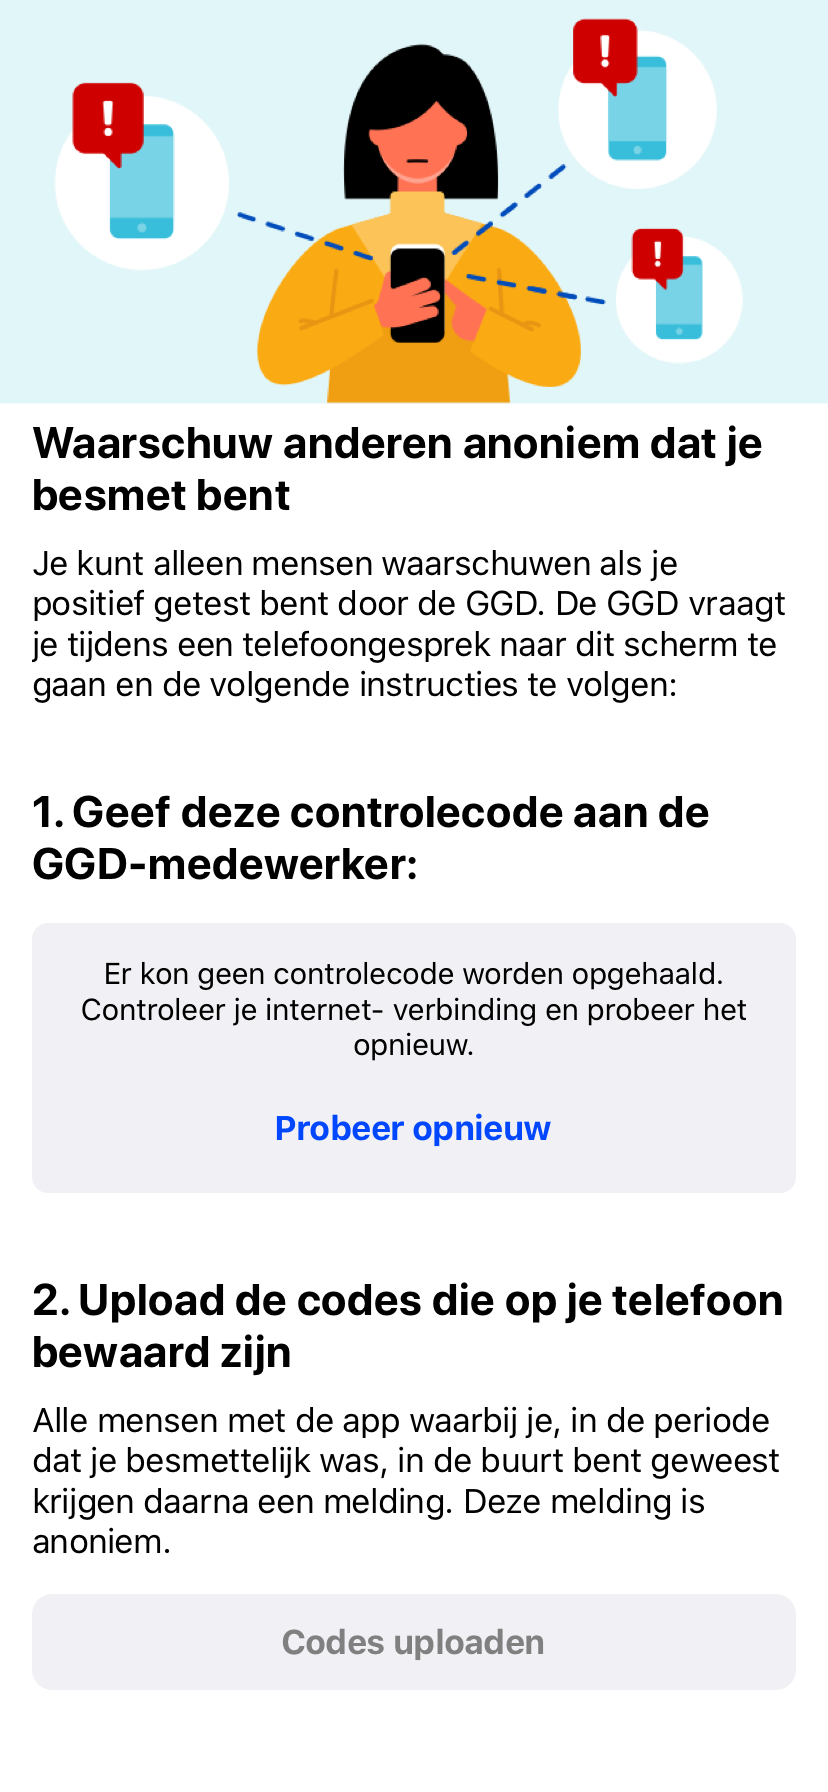 Waarschuw anderen anoniem dat je
besmet bent
Je kunt alleen mensen waarschuwen als je
positief getest bent door de GGD. De GGD vraagt
je tijdens een telefoongesprek naar dit scherm te
gaan en de volgende instructies te volgen:
1. Geef deze controlecode aan de
GGD-medewerker:
Er kon geen controlecode worden opgehaald.
Controleer je internet- verbinding en probeer het
opnieuw.
Probeer opnieuw
2. Upload de codes die op je telefoon
bewaard zijn
Alle mensen met de app waarbij je, in de periode
dat je besmettelijk was, in de buurt bent geweest
krijgen daarna een melding. Deze melding is
anoniem.
Codes uploaden